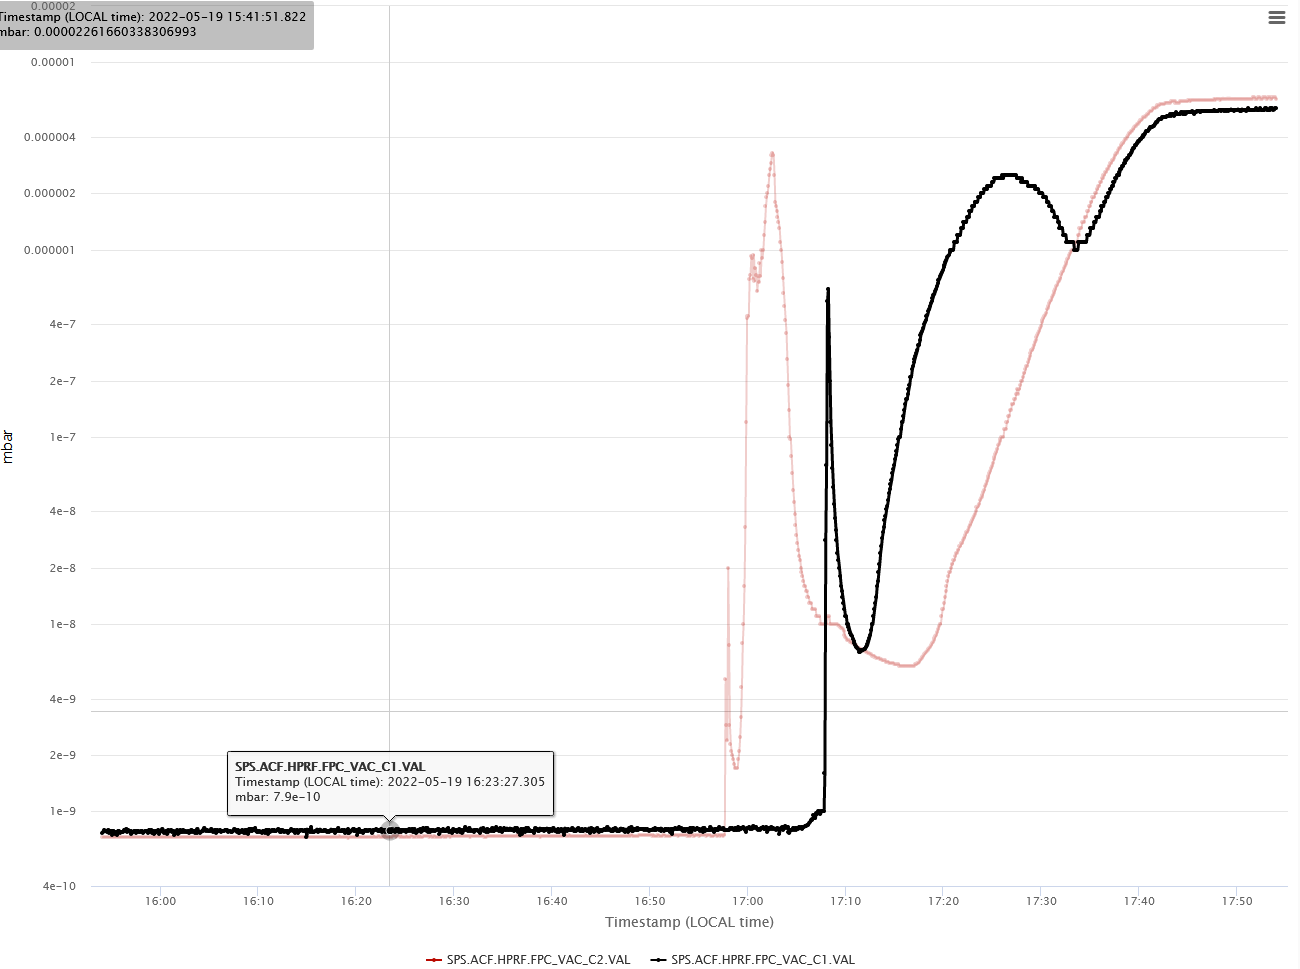 0.00002
Timestamp (LOCAL time): 2022-05-19 15:41:51.822
mbar: 0.00002261660338306993
0.00001
0.000004
0.000002
0.000001
4e-7
2e-7
1e-7
mbar
4e-8
2e-8
1e-8
4e-9
2e-9
SPS.ACF.HPRF.FPC_VAC_C1.VAL
Timestamp (LOCAL time): 2022-05-19 16:23:27.305
mbar: 7.9e-10
1e-9
4e-10
16:00 16:10 16:20 16:30 16:40 16:50 17:00 17:10 17:20 17:30 17:40 17:50
Timestamp (LOCAL time)
SPS.ACF.HPRF.FPC_VAC_C2.VAL SPS.ACF.HPRF.FPC_VAC_C1.VAL